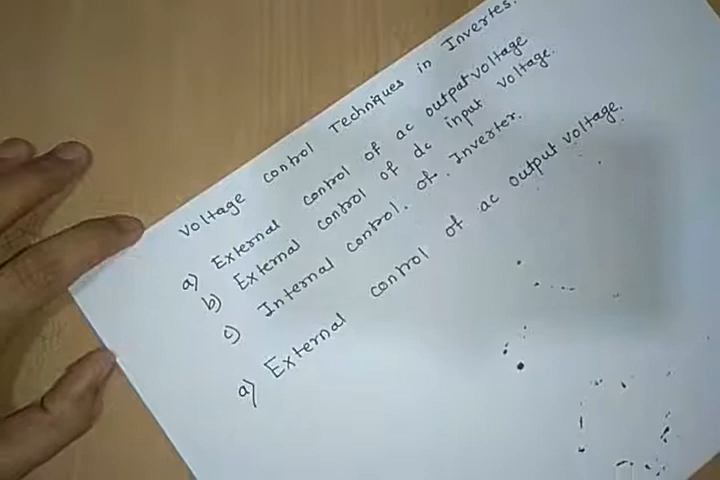 Voltage control Techniques in Invertes.
a) External control of ac output voltage
b) External control of dc input voltage.
c) Internal control. of. Inverter.
a) External control of ac output voltage.